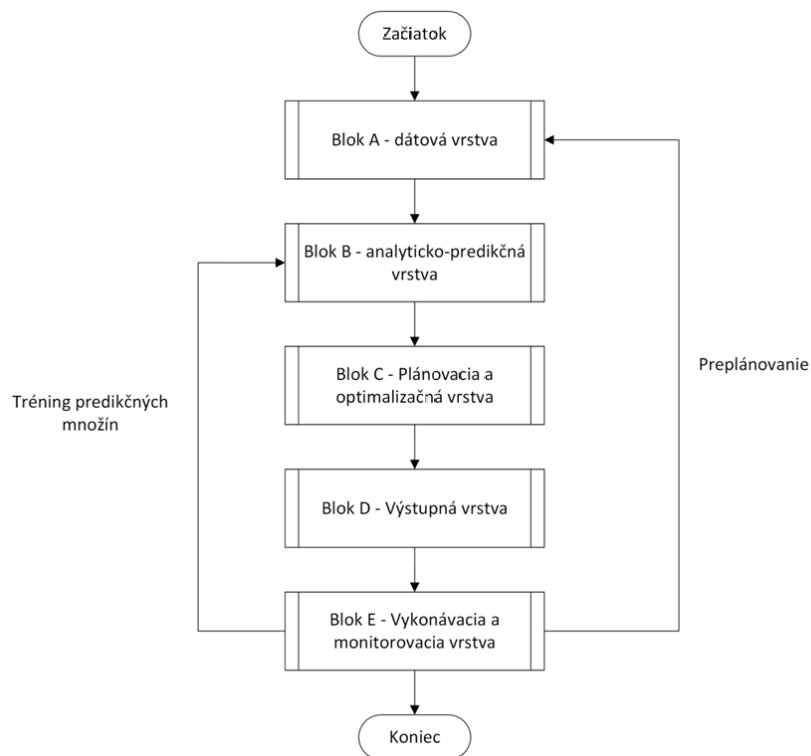 Začiatok
Blok A - dátová vrstva
Blok B - analyticko-predikčná
vrstva
Blok C - Plánovacia a
optimalizačná vrstva
Preplánovanie
Tréning predikčných
množín
Blok D - Výstupná vrstva
Blok E - Vykonávacia a
monitorovacia vrstva
Koniec